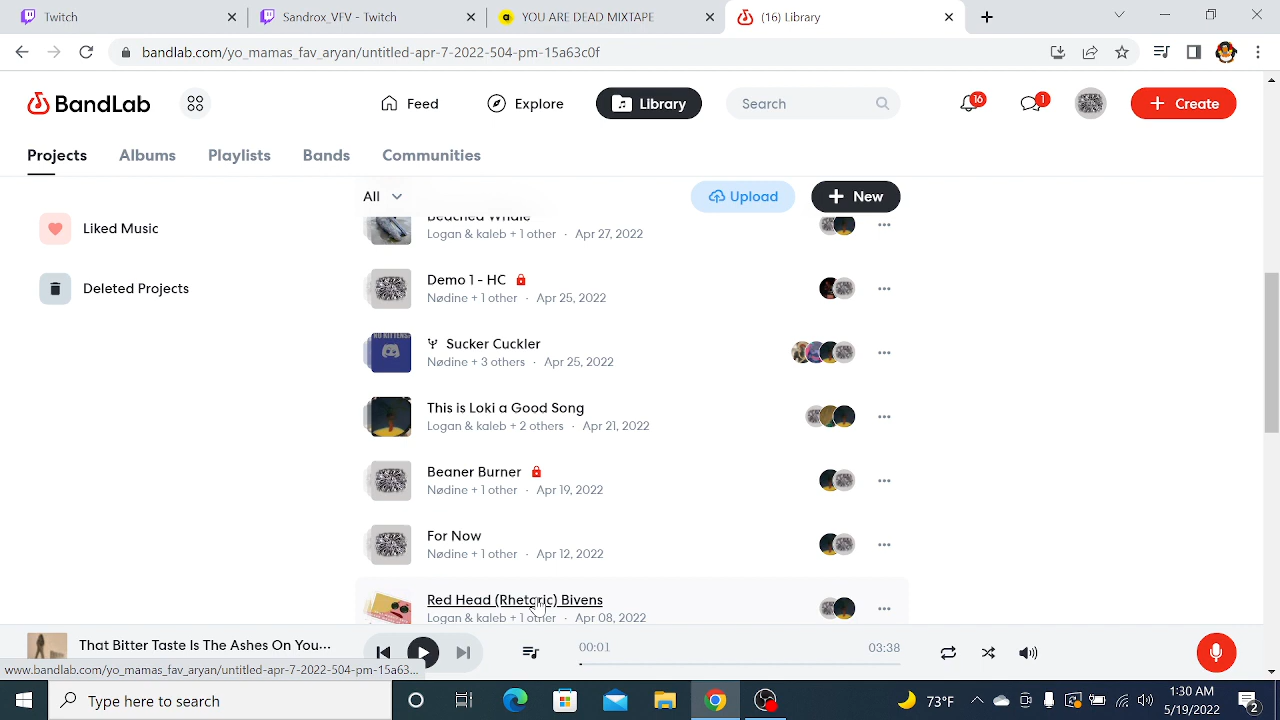 Twitch
Sandrox_VFV - Twitch
YOU ARE DEEN MIXTAPE
(16) Library
bandlab.com/yo_mamas_fav_aryan/untitled-apr-7-2022-504-pm-15a63c0f
BandLab
Feed
Explore
Library
Search
16
1
Create
Projects
Albums
Playlists
Bands
Communities
All
Upload
New
Liked Music
Deleted Projects
Beached Whale
Logan & kaleb + 1 other · Apr 27, 2022
Demo 1 - HC
Nødine + 1 other · Apr 25, 2022
Sucker Cuckler
Nødine + 3 others · Apr 25, 2022
This is Loki a Good Song
Logan & kaleb + 2 others · Apr 21, 2022
Beaner Burner
Nødine + 1 other · Apr 19, 2022
For Now
Nødine + 1 other · Apr 12, 2022
Red Head (Rhetoric) Bivens
Logan & kaleb + 1 other · Apr 08, 2022
That Bitter Taste Is The Ashes On You...
00:01
03:38
www.bandlab.com/yo_mamas_fav_aryan/untitled-apr-7-2022-504-pm-15a63...
Type here to search
73°F
1:30 AM
5/19/2022
2